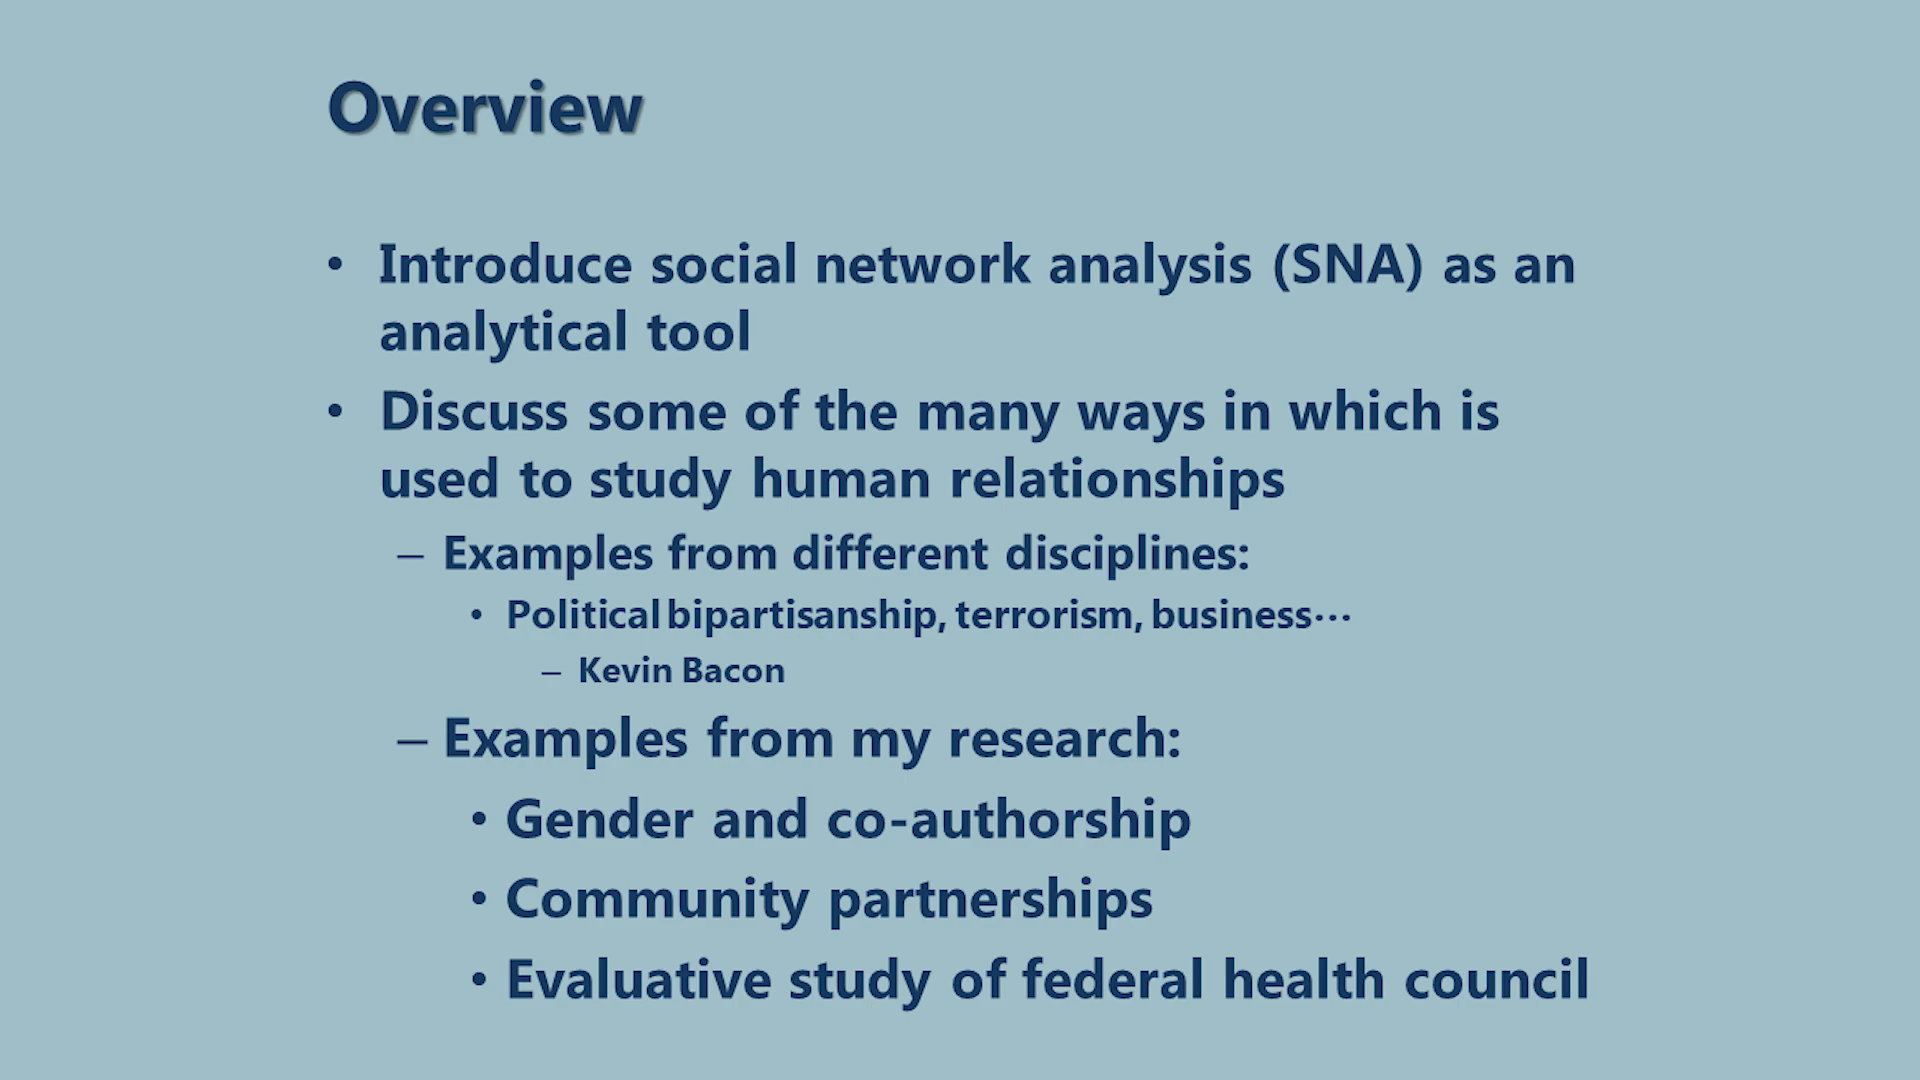 Overview
• Introduce social network analysis (SNA) as an
analytical tool
• Discuss some of the many ways in which is
used to study human relationships
– Examples from different disciplines:
• Political bipartisanship, terrorism, business…
– Kevin Bacon
– Examples from my research:
• Gender and co-authorship
• Community partnerships
• Evaluative study of federal health council